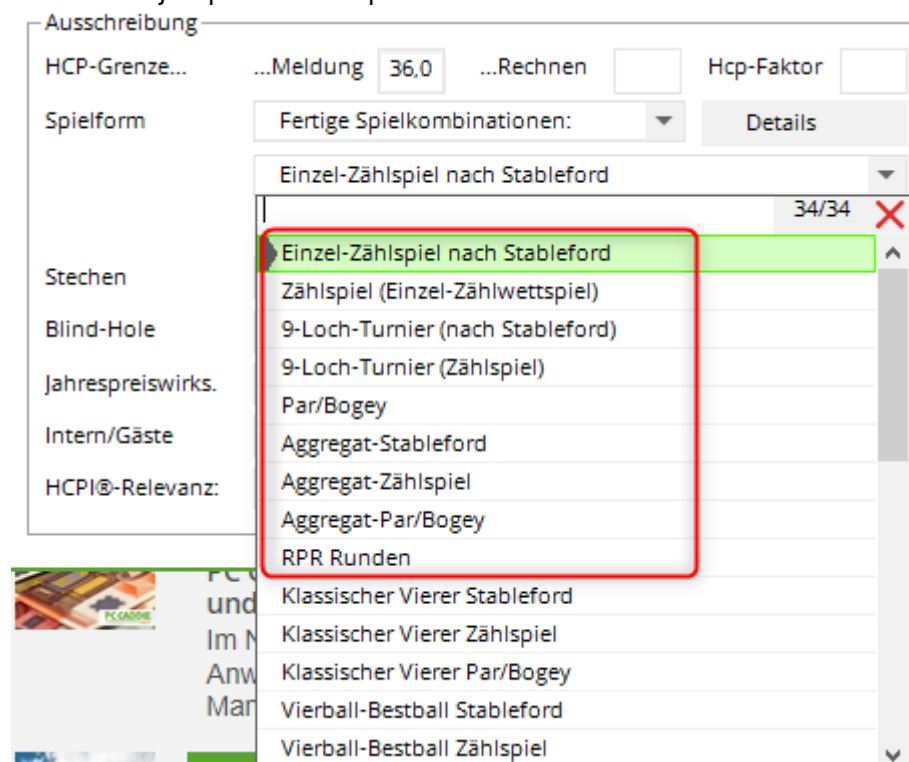 Ausschreibung
HCP-Grenze... ...Meldung 36,0 ...Rechnen Hcp-Faktor
Spielform Fertige Spielkombinationen: Details
Einzel-Zählspiel nach Stableford
34/34
Einzel-Zählspiel nach Stableford
Stechen
Zählspiel (Einzel-Zählwettspiel)
Blind-Hole
9-Loch-Turnier (nach Stableford)
9-Loch-Turnier (Zählspiel)
Jahrespreiswirks.
Par/Bogey
Intern/Gäste
Aggregat-Stableford
HCPI®-Relevanz:
Aggregat-Zählspiel
Aggregat-Par/Bogey
RPR Runden
und
Klassischer Vierer Stableford
Im
Klassischer Vierer Zählspiel
Klassischer Vierer Par/Bogey
Vierball-Bestball Stableford
Vierball-Bestball Zählspiel
PC CADDIE